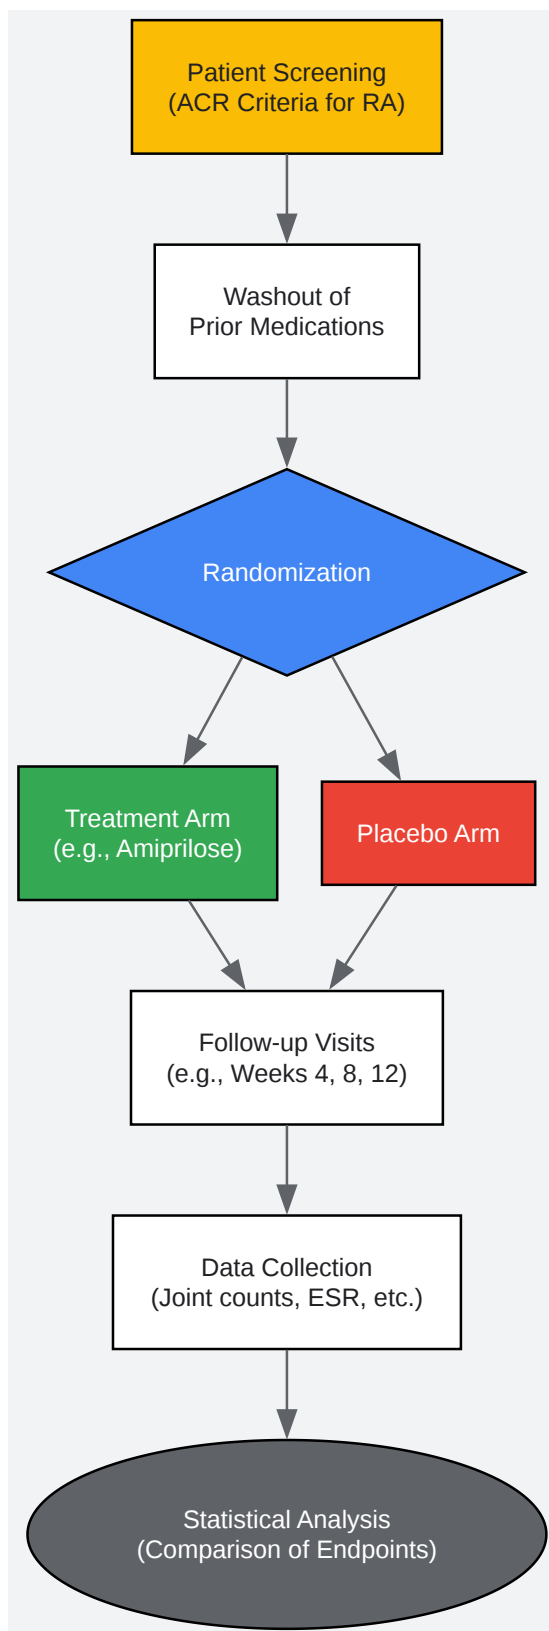 Patient Screening
(ACR Criteria for RA)
Washout of
Prior Medications
Randomization
Treatment Arm
(e.g., Amiprilose)
Placebo Arm
Follow-up Visits
(e.g., Weeks 4, 8, 12)
Data Collection
(Joint counts, ESR, etc.)
Statistical Analysis
(Comparison of Endpoints)